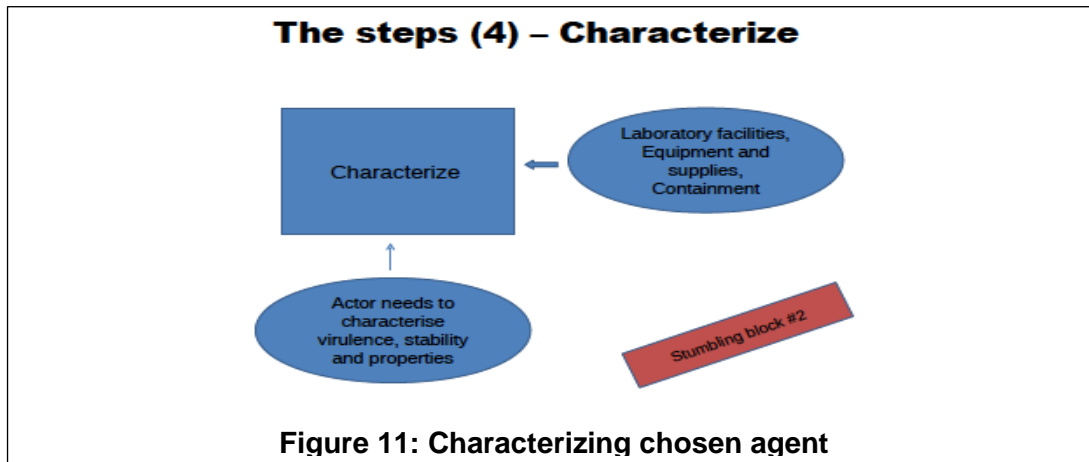 The steps (4) – Characterize
Characterize
Laboratory facilities,
Equipment and
supplies,
Containment
Actor needs to
characterise
virulence, stability
and properties
Stumbling block #2
Figure 11: Characterizing chosen agent